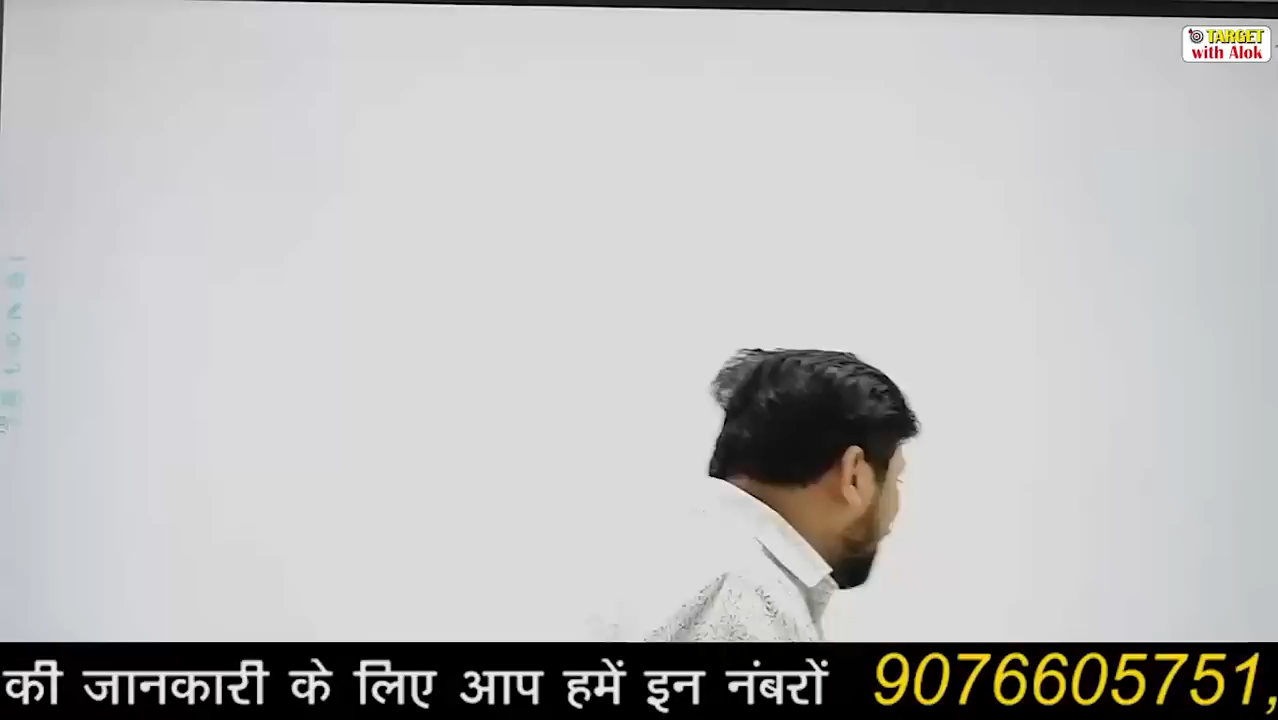 TARGET
with Alok
की जानकारी के लिए आप हमें इन नंबरों 9076605751,